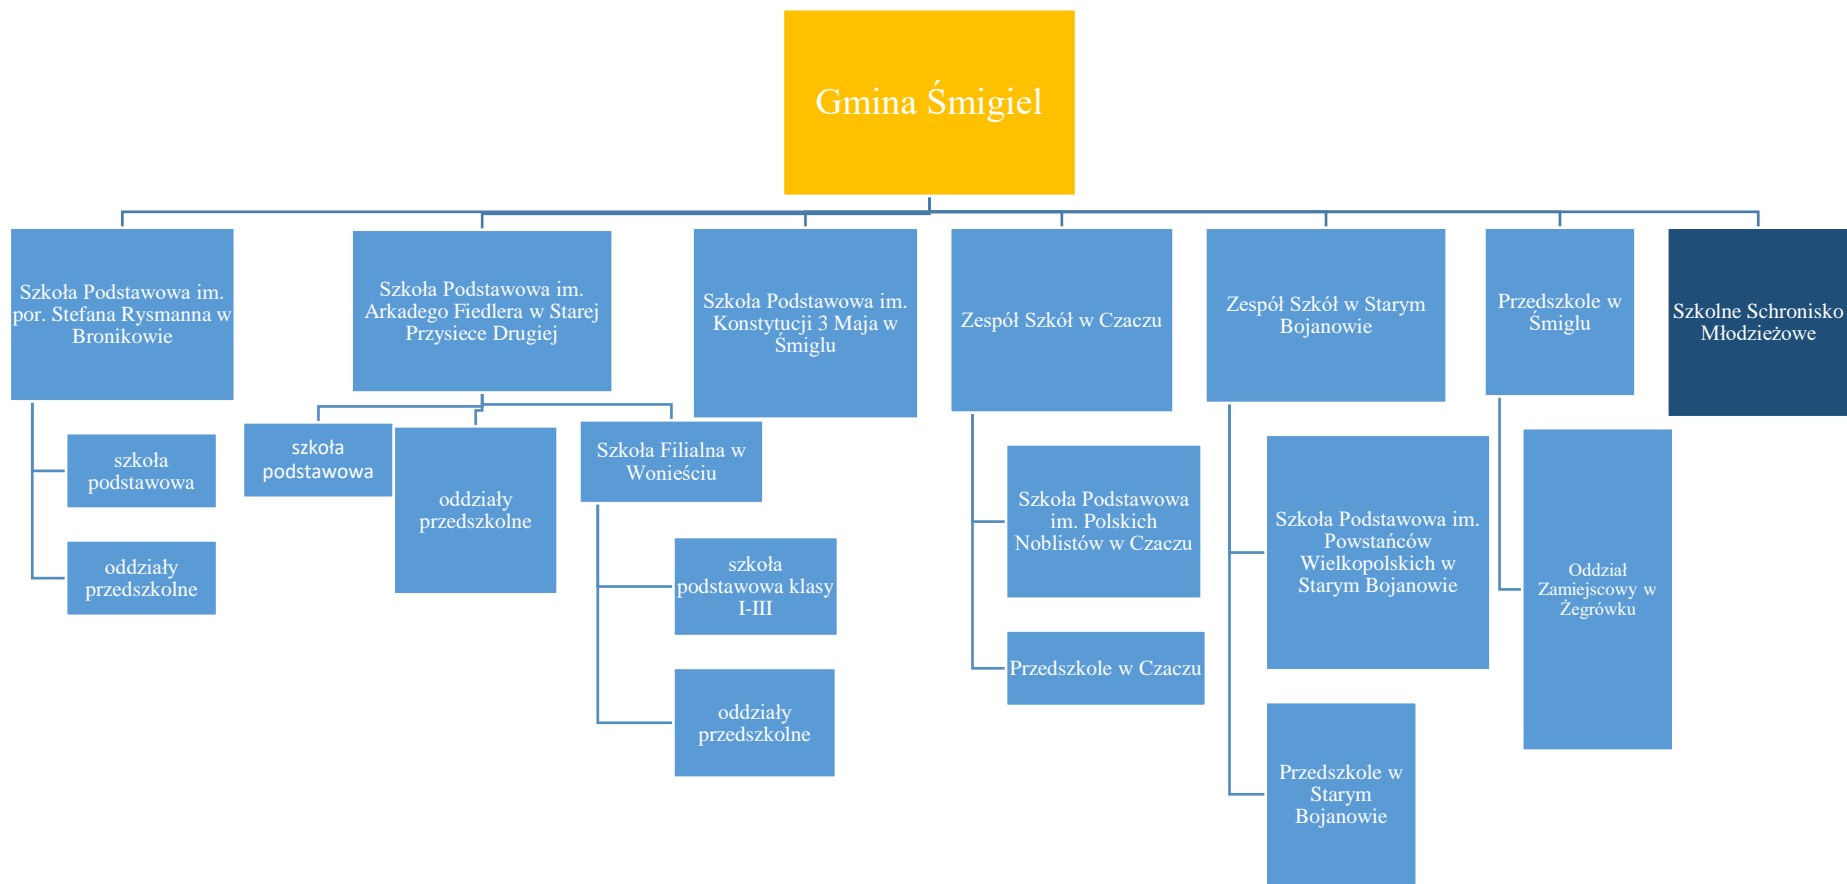 Gmina Śmigiel
Szkoła Podstawowa im.
por. Stefana Rysmanna w
Bronikowie
szkoła
podstawowa
oddziały
przedszkolne
Szkoła Podstawowa im.
Arkadego Fiedlera w Starej
Przysiece Drugiej
szkoła
podstawowa
oddziały
przedszkolne
Szkoła Filialna w
Wonieściu
szkoła
podstawowa klasy
I-III
oddziały
przedszkolne
Szkoła Podstawowa im.
Konstytucji 3 Maja w
Śmiglu
Zespół Szkół w Czaczu
Szkoła Podstawowa
im. Polskich
Noblistów w Czaczu
Przedszkole w Czaczu
Zespół Szkół w Starym
Bojanowie
Szkoła Podstawowa im.
Powstańców
Wielkopolskich w
Starym Bojanowie
Przedszkole w
Starym
Bojanowie
Przedszkole w
Śmiglu
Oddział
Zamiejscowy w
Żegrówku
Szkolne Schronisko
Młodzieżowe